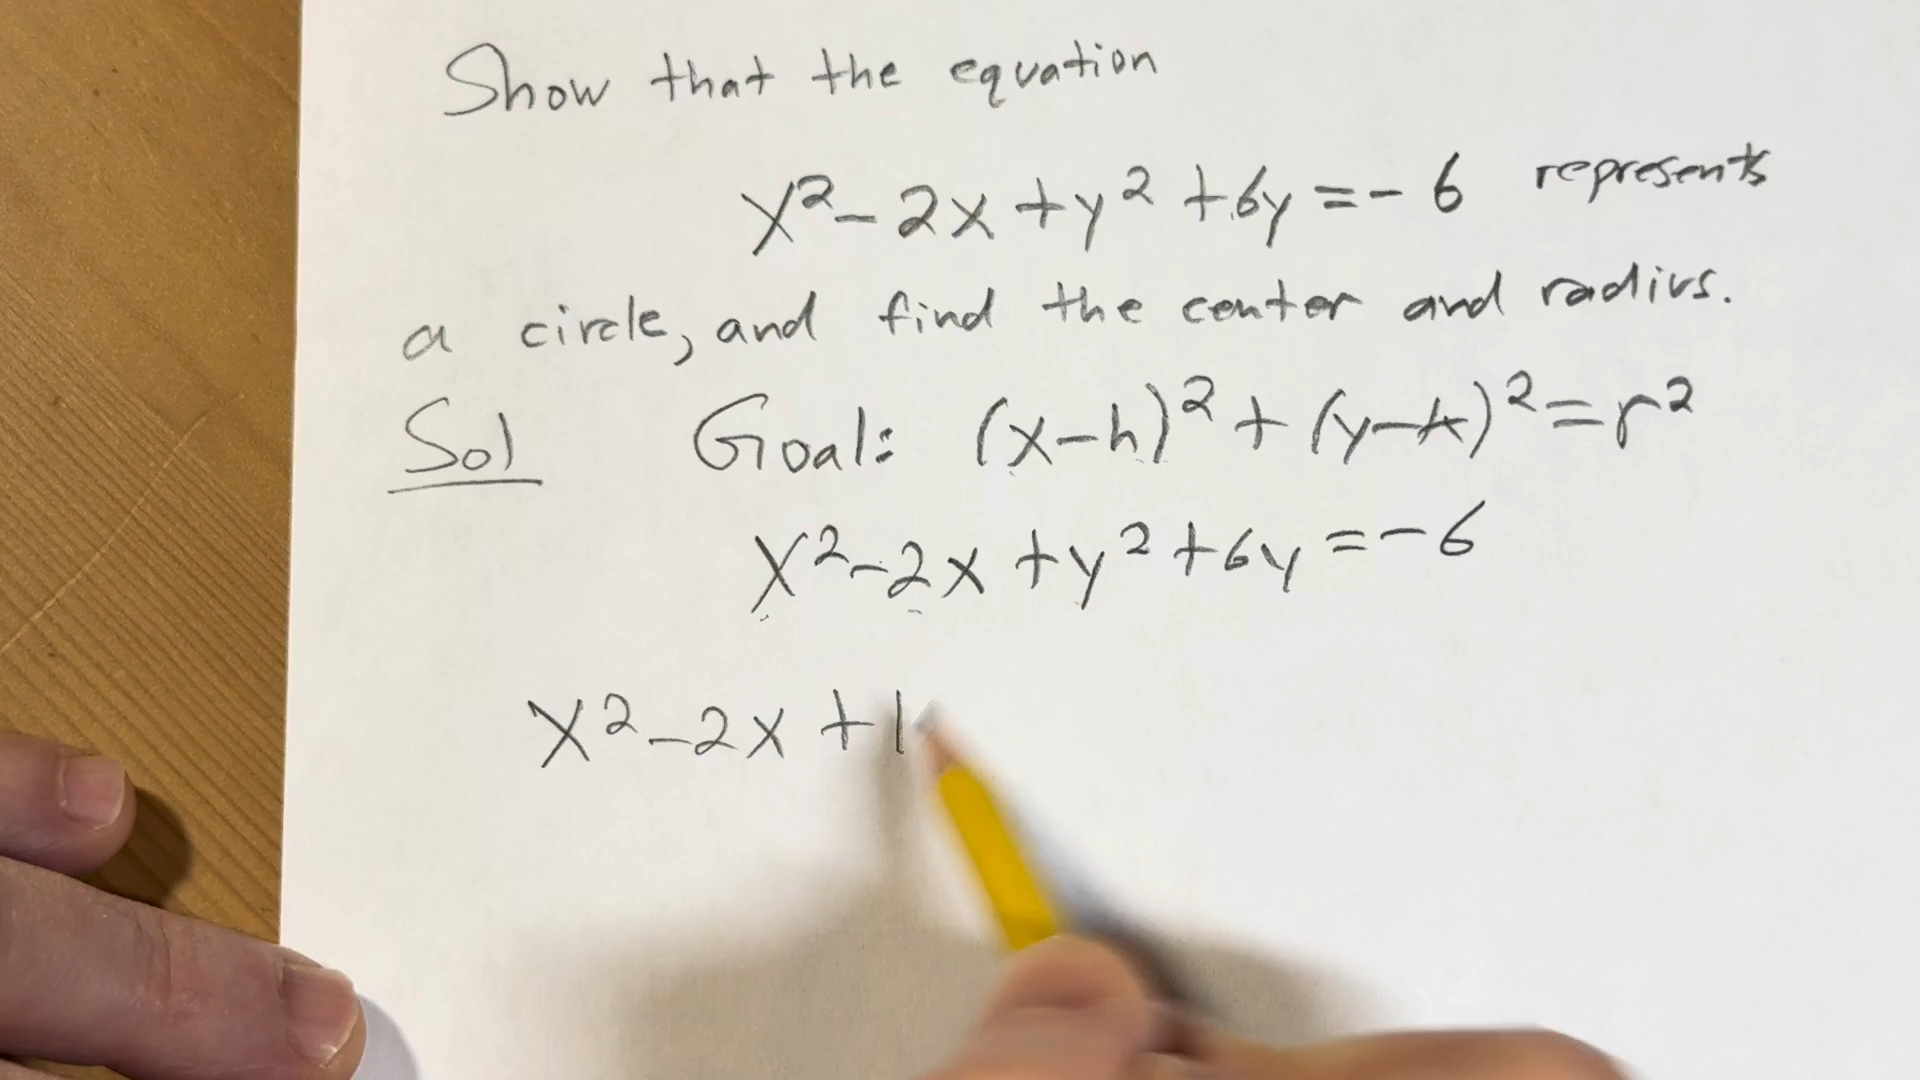 Show that the equation
x² - 2x + y² + 6y = - 6 represents
a circle, and find the center and radius.
Sol Goal: (x-h)² + (y-k)² = r²
x² - 2x + y² + 6y = - 6
x² - 2x + 1